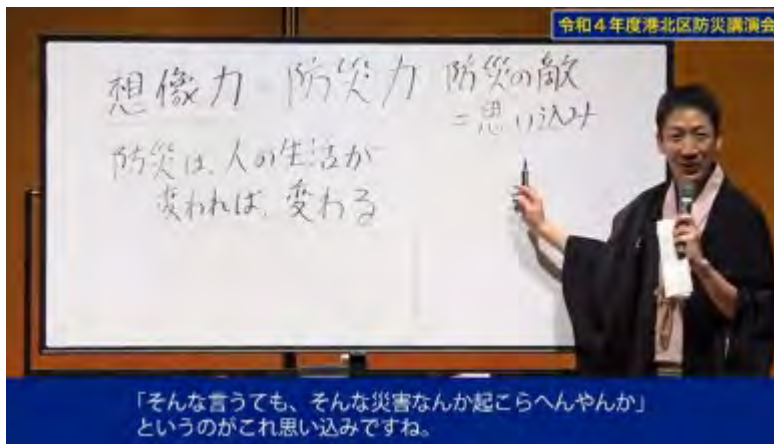 令和4年度港北区防災講演会
想像力 防災力
防災の敵
=思い込み
防災は、人の生活が
変われば、変わる
「そんな言うても、そんな災害なんか起こらへんやんか」
というのがこれ思い込みですね。